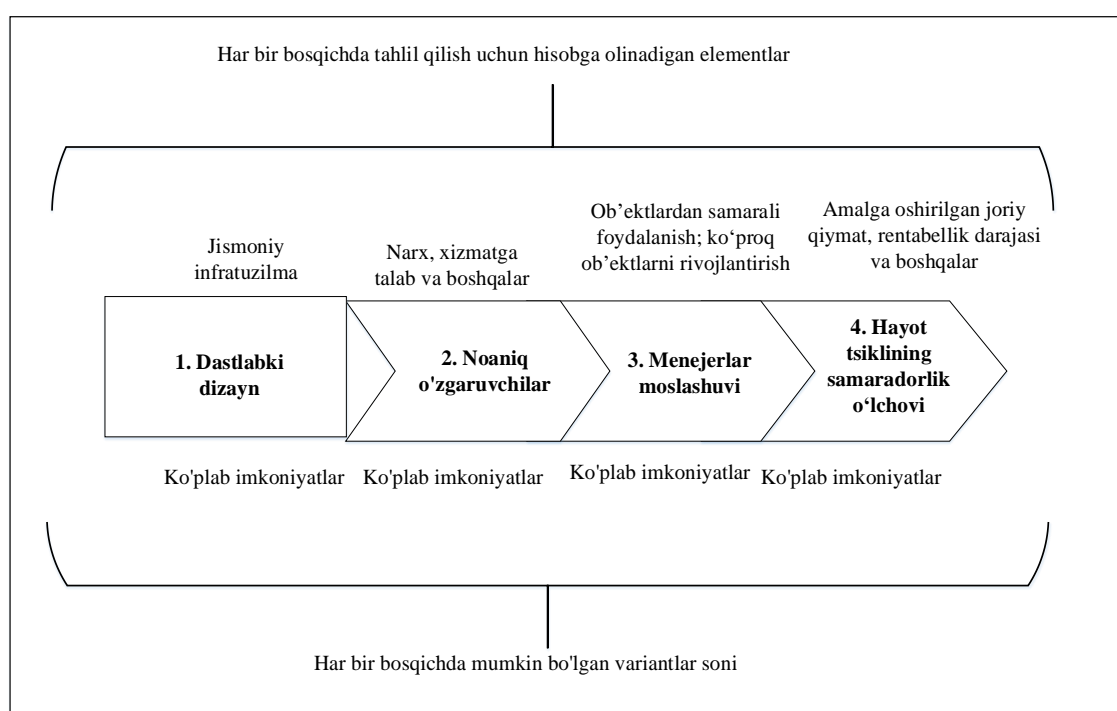 Har bir bosqichda tahlil qilish uchun hisobga olinadigan elementlar
Jismoniy
infratuzilma
Narx, xizmatga
talab va boshqalar
Ob’ektlardan samarali
foydalanish; ko‘proq
ob’ektlarni rivojlantirish
Amalga oshirilgan joriy
qiymat, rentabellik darajasi
va boshqalar
1. Dastlabki
dizayn
2. Noaniq
o'zgaruvchilar
3. Menejerlar
moslashuvi
4. Hayot
tsiklining
samaradorlik
o‘lchovi
Ko'plab imkoniyatlar
Ko'plab imkoniyatlar
Ko'plab imkoniyatlar
Ko'plab imkoniyatlar
Har bir bosqichda mumkin bo'lgan variantlar soni